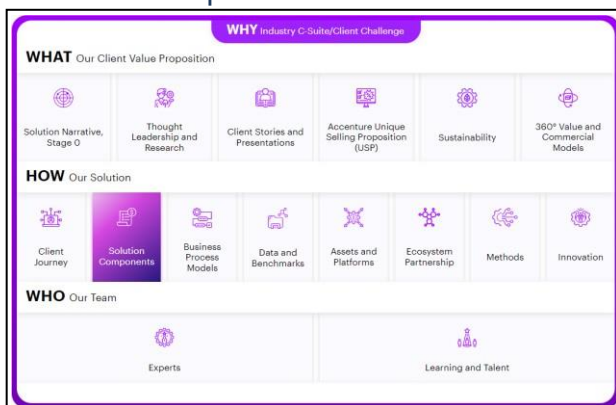 WHY Industry C-Suite/Client Challenge
WHAT Our Client Value Proposition
Solution Narrative,
Stage 0
Thought
Leadership and
Research
Client Stories and
Presentations
Accenture Unique
Selling Proposition
(USP)
Sustainability
360° Value and
Commercial
Models
HOW Our Solution
Client
Journey
Solution
Components
Business
Process
Models
Data and
Benchmarks
Assets and
Platforms
Ecosystem
Partnership
Methods
Innovation
WHO Our Team
Experts
Learning and Talent